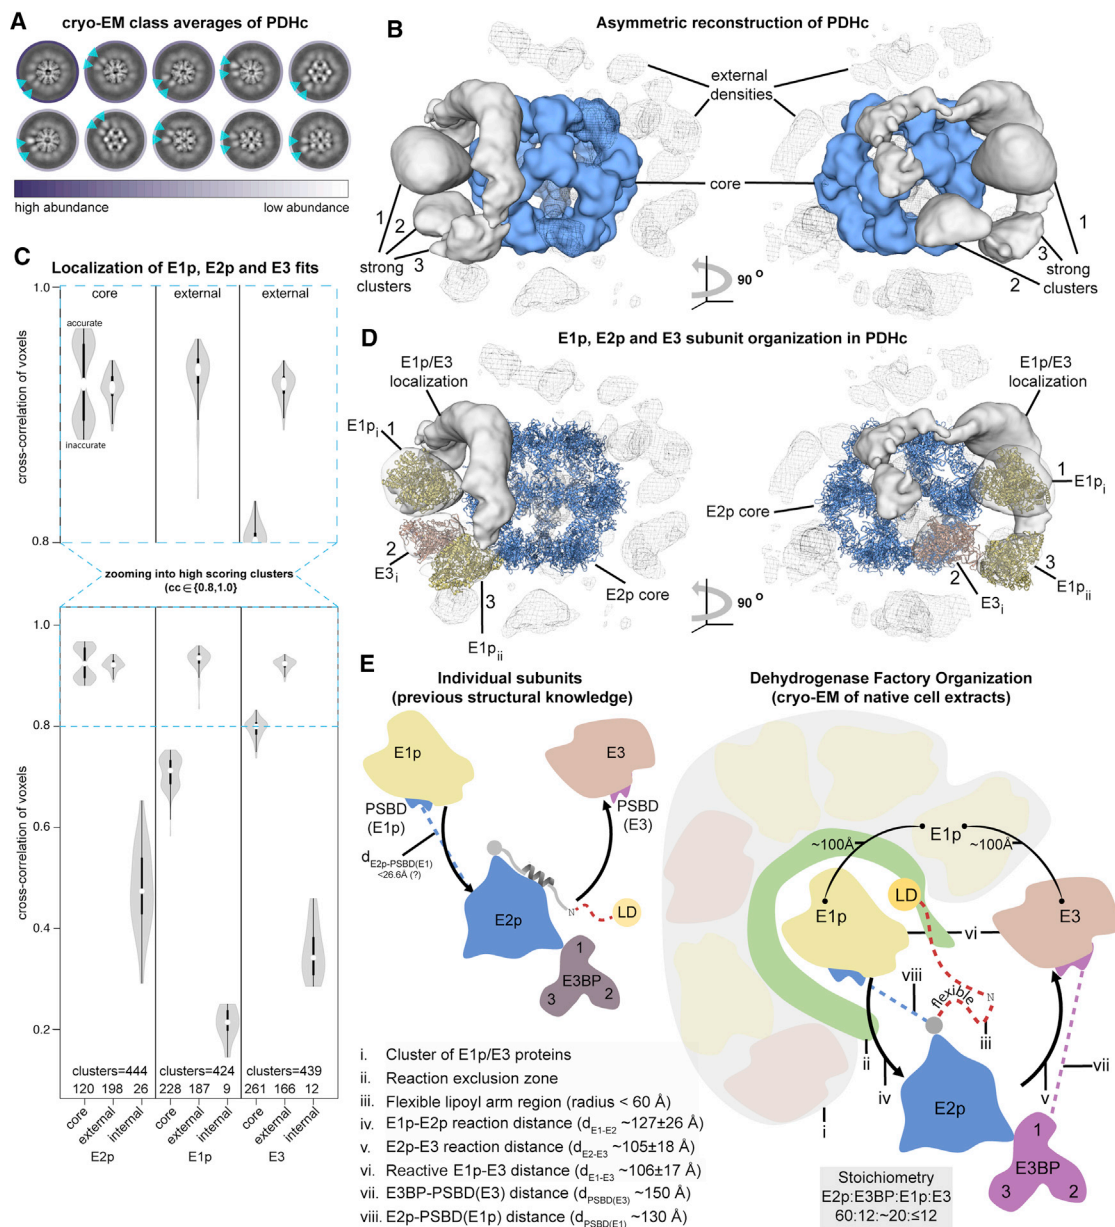 A
cryo-EM class averages of PDHc
high abundance
low abundance
B
Asymmetric reconstruction of PDHc
external
densities
core
1
2
3
strong
clusters
90 o
1
3
strong
clusters
2
C
Localization of E1p, E2p and E3 fits
core
external
external
accurate
inaccurate
1.0
0.8
cross-correlation of voxels
zooming into high scoring clusters
(cc∈{0.8,1.0}
1.0
0.8
0.6
0.4
0.2
cross-correlation of voxels
clusters=444
clusters=424
clusters=439
120 198 26
228 187 9
261 166 12
core
external
internal
core
external
internal
core
external
internal
E2p
E1p
E3
D
E1p, E2p and E3 subunit organization in PDHc
E1p/E3
localization
E1pi
1
2
E3i
3
E1pii
E2p core
90 o
E1p/E3
localization
1
E1pi
E2p core
2
E3i
3
E1pii
E
Individual subunits
(previous structural knowledge)
E1p
E3
PSBD
(E1p)
PSBD
(E3)
dE2p-PSBD(E1)
<26.6Å (?)
N
LD
E2p
1
E3BP
3
2
Dehydrogenase Factory Organization
(cryo-EM of native cell extracts)
E1p
~100Å
~100Å
LD
E1p
E3
vi
viii
flexible
N
iii
ii
iv
E2p
v
vii
i
1
E3BP
3
2
Stoichiometry
E2p:E3BP:E1p:E3
60:12:~20:≤12
i. Cluster of E1p/E3 proteins
ii. Reaction exclusion zone
iii. Flexible lipoyl arm region (radius < 60 Å)
iv. E1p-E2p reaction distance (dE1-E2 ~127±26 Å)
v. E2p-E3 reaction distance (dE2-E3 ~105±18 Å)
vi. Reactive E1p-E3 distance (dE1-E3 ~106±17 Å)
vii. E3BP-PSBD(E3) distance (dPSBD(E3) ~150 Å)
viii. E2p-PSBD(E1p) distance (dPSBD(E1) ~130 Å)